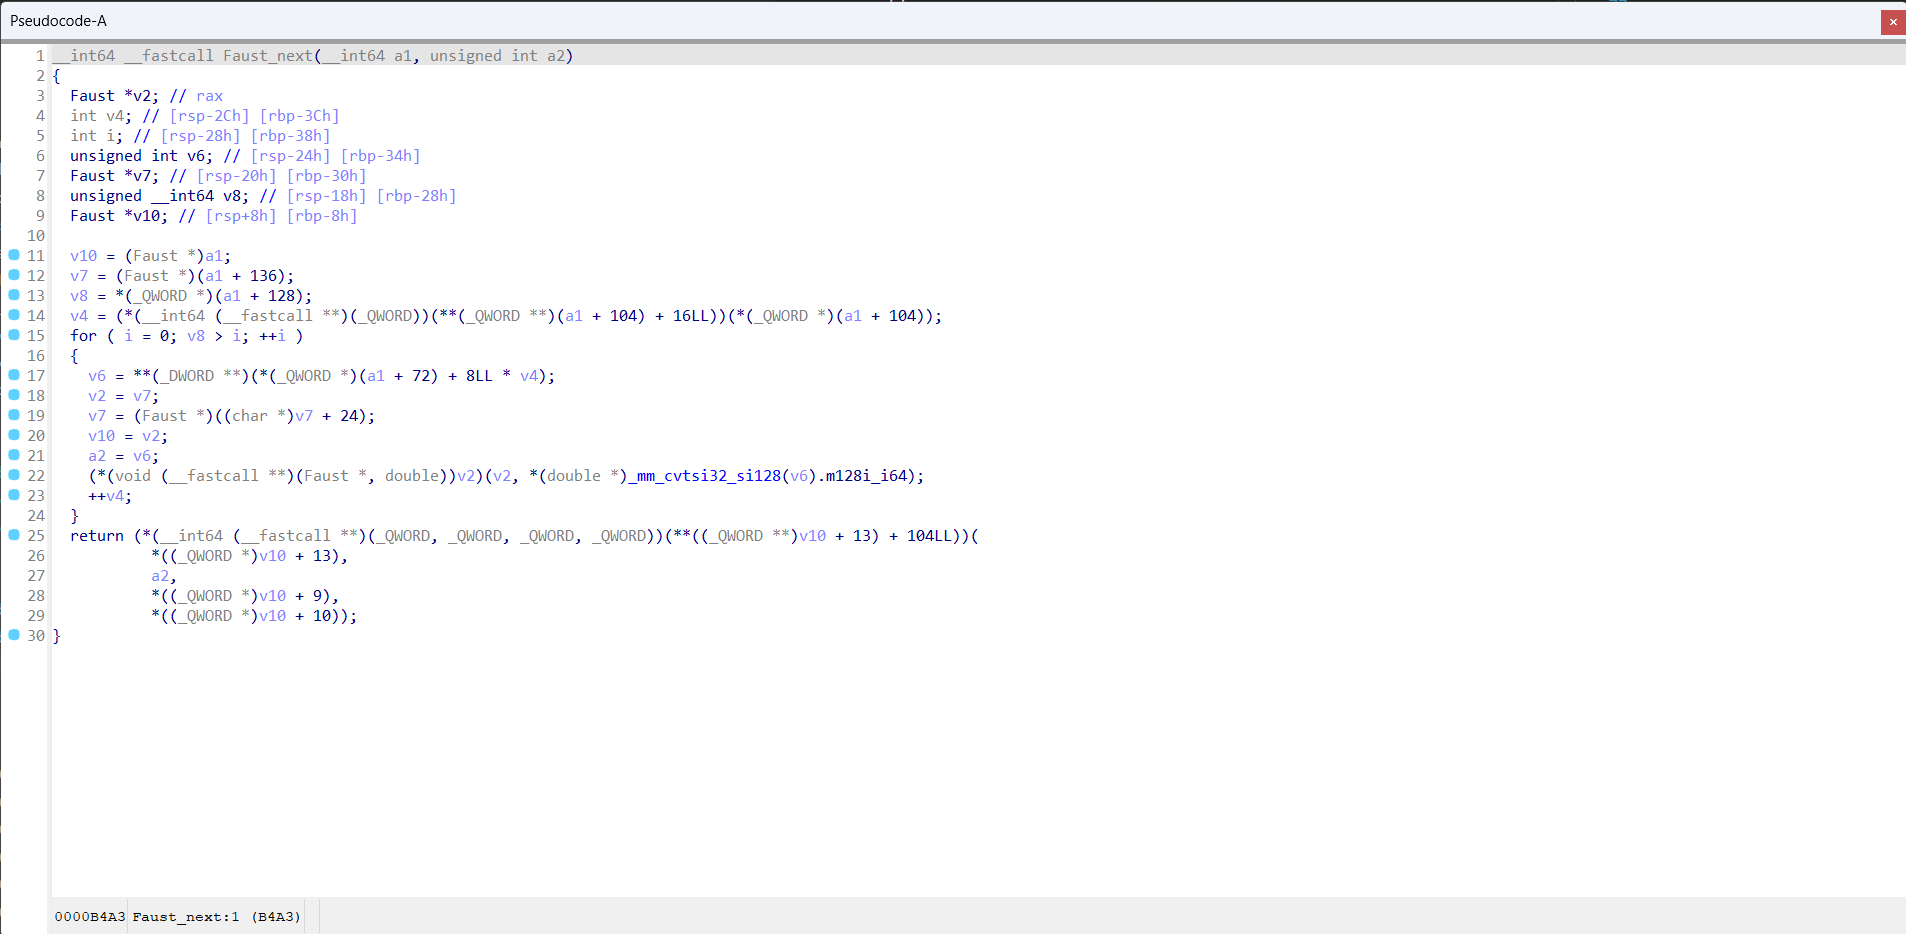 Pseudocode-A
×
1 __int64 __fastcall Faust_next(__int64 a1, unsigned int a2)
2 {
3 Faust *v2; // rax
4 int v4; // [rsp-2Ch] [rbp-3Ch]
5 int i; // [rsp-28h] [rbp-38h]
6 unsigned int v6; // [rsp-24h] [rbp-34h]
7 Faust *v7; // [rsp-20h] [rbp-30h]
8 unsigned __int64 v8; // [rsp-18h] [rbp-28h]
9 Faust *v10; // [rsp+8h] [rbp-8h]
10
11 v10 = (Faust *)a1;
12 v7 = (Faust *)(a1 + 136);
13 v8 = *(_QWORD *)(a1 + 128);
14 v4 = (*(__int64 (__fastcall **)(_QWORD))(**(_QWORD **)(a1 + 104) + 16LL))(*(_QWORD *)(a1 + 104));
15 for ( i = 0; v8 > i; ++i )
16 {
17 v6 = **(_DWORD **)(*(_QWORD *)(a1 + 72) + 8LL * v4);
18 v2 = v7;
19 v7 = (Faust *)((char *)v7 + 24);
20 v10 = v2;
21 a2 = v6;
22 (*(void (__fastcall **)(Faust *, double))v2)(v2, *(double *)_mm_cvtsi32_si128(v6).m128i_i64);
23 ++v4;
24 }
25 return (*(__int64 (__fastcall **)(_QWORD, _QWORD, _QWORD, _QWORD))(**((_QWORD **)v10 + 13) + 104LL))(
26 *((_QWORD *)v10 + 13),
27 a2,
28 *((_QWORD *)v10 + 9),
29 *((_QWORD *)v10 + 10));
30 }
0000B4A3 Faust_next:1 (B4A3)